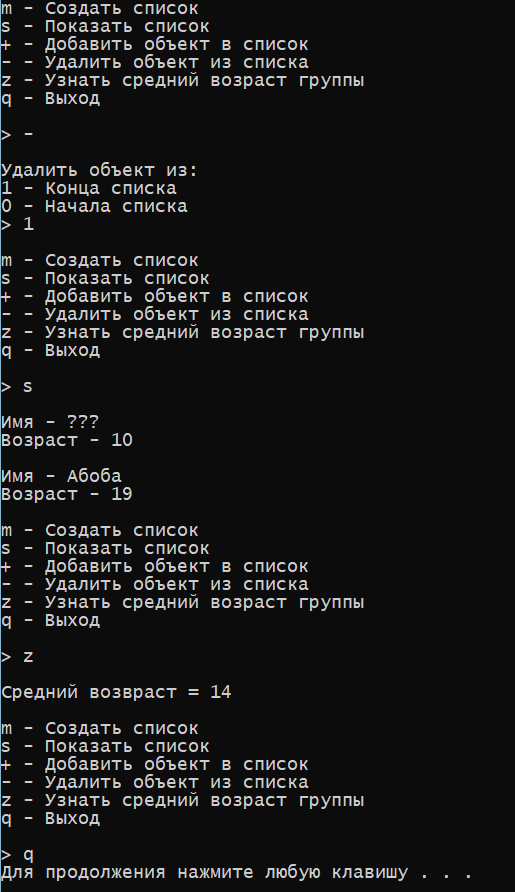 m - Создать список
s - Показать список
+ - Добавить объект в список
- - Удалить объект из списка
z - Узнать средний возраст группы
q - Выход
> -
Удалить объект из:
1 - Конца списка
0 - Начала списка
> 1
m - Создать список
s - Показать список
+ - Добавить объект в список
- - Удалить объект из списка
z - Узнать средний возраст группы
q - Выход
> s
Имя - ???
Возраст - 10
Имя - Абоба
Возраст - 19
m - Создать список
s - Показать список
+ - Добавить объект в список
- - Удалить объект из списка
z - Узнать средний возраст группы
q - Выход
> z
Средний возвраст = 14
m - Создать список
s - Показать список
+ - Добавить объект в список
- - Удалить объект из списка
z - Узнать средний возраст группы
q - Выход
> q
Для продолжения нажмите любую клавишу . . .